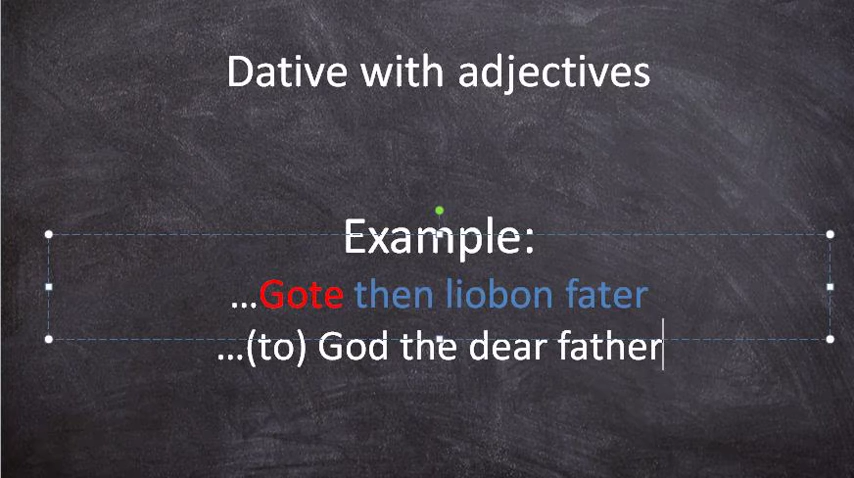 Dative with adjectives
Example:
...Gote then liobon fater
...(to) God the dear father